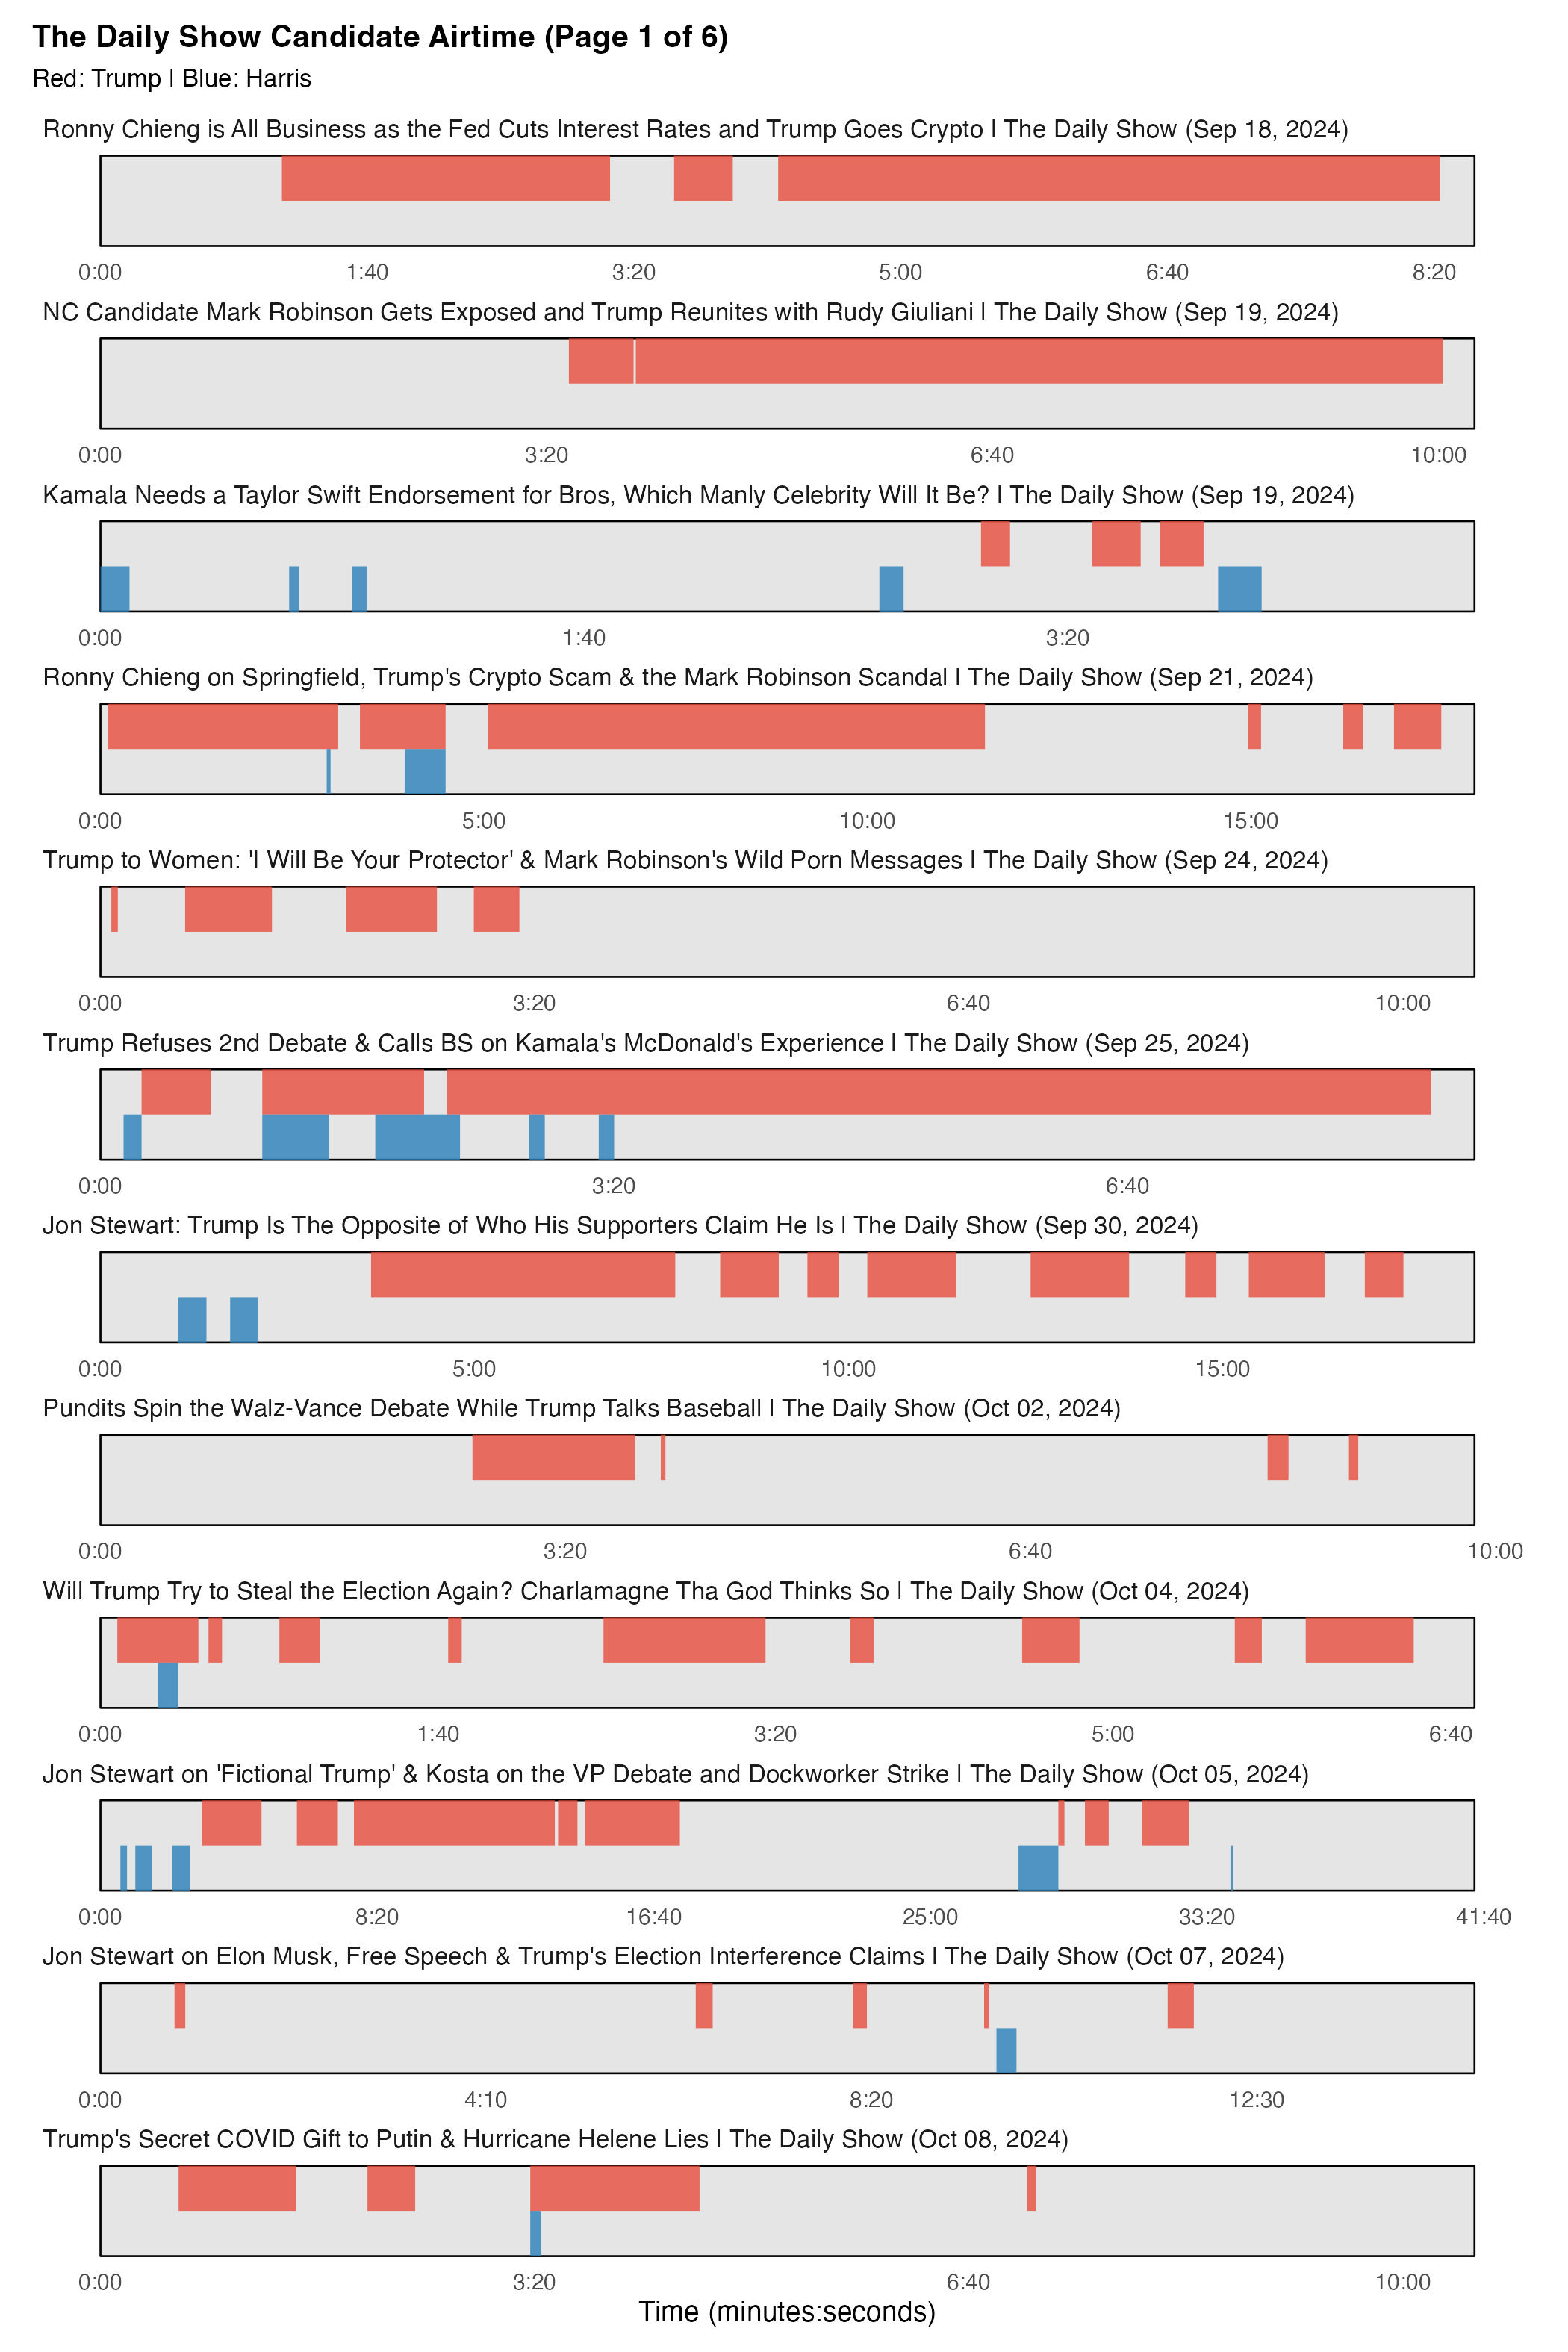 The Daily Show Candidate Airtime (Page 1 of 6)
Red: Trump | Blue: Harris
Ronny Chieng is All Business as the Fed Cuts Interest Rates and Trump Goes Crypto | The Daily Show (Sep 18, 2024)
0:00 1:40 3:20 5:00 6:40 8:20
NC Candidate Mark Robinson Gets Exposed and Trump Reunites with Rudy Giuliani | The Daily Show (Sep 19, 2024)
0:00 3:20 6:40 10:00
Kamala Needs a Taylor Swift Endorsement for Bros, Which Manly Celebrity Will It Be? | The Daily Show (Sep 19, 2024)
0:00 1:40 3:20
Ronny Chieng on Springfield, Trump's Crypto Scam & the Mark Robinson Scandal | The Daily Show (Sep 21, 2024)
0:00 5:00 10:00 15:00
Trump to Women: 'I Will Be Your Protector' & Mark Robinson's Wild Porn Messages | The Daily Show (Sep 24, 2024)
0:00 3:20 6:40 10:00
Trump Refuses 2nd Debate & Calls BS on Kamala's McDonald's Experience | The Daily Show (Sep 25, 2024)
0:00 3:20 6:40
Jon Stewart: Trump Is The Opposite of Who His Supporters Claim He Is | The Daily Show (Sep 30, 2024)
0:00 5:00 10:00 15:00
Pundits Spin the Walz-Vance Debate While Trump Talks Baseball | The Daily Show (Oct 02, 2024)
0:00 3:20 6:40 10:00
Will Trump Try to Steal the Election Again? Charlamagne Tha God Thinks So | The Daily Show (Oct 04, 2024)
0:00 1:40 3:20 5:00 6:40
Jon Stewart on 'Fictional Trump' & Kosta on the VP Debate and Dockworker Strike | The Daily Show (Oct 05, 2024)
0:00 8:20 16:40 25:00 33:20 41:40
Jon Stewart on Elon Musk, Free Speech & Trump's Election Interference Claims | The Daily Show (Oct 07, 2024)
0:00 4:10 8:20 12:30
Trump's Secret COVID Gift to Putin & Hurricane Helene Lies | The Daily Show (Oct 08, 2024)
0:00 3:20 6:40 10:00
Time (minutes:seconds)